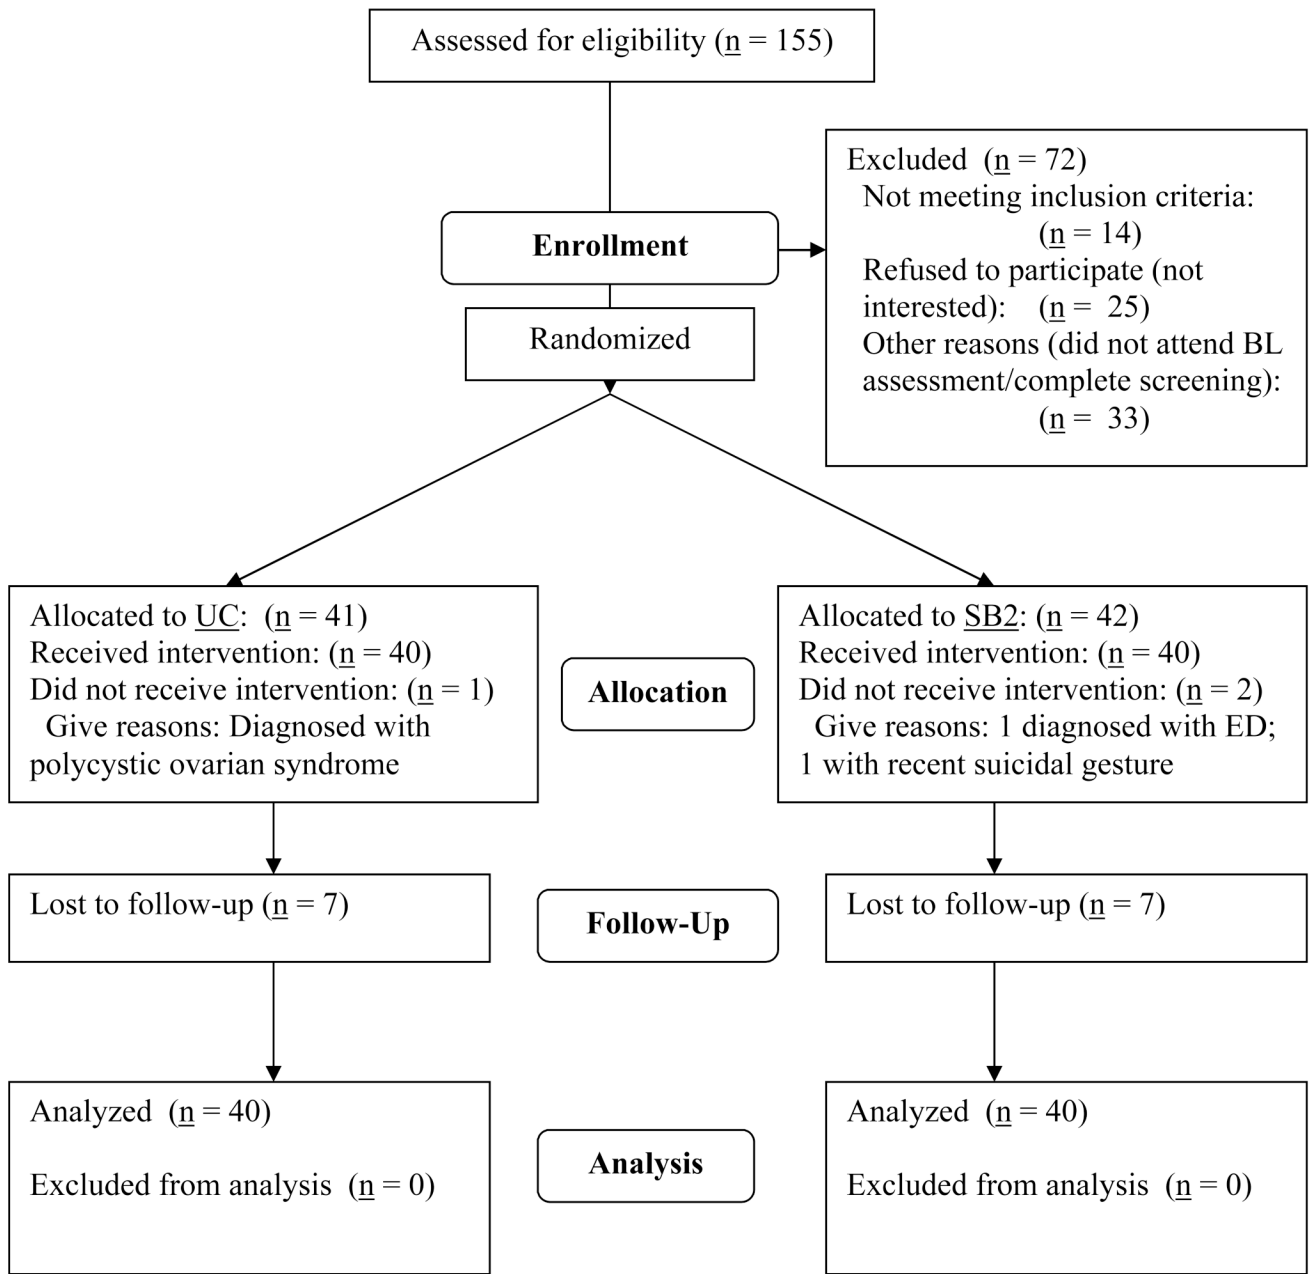 Assessed for eligibility (n = 155)
Excluded (n = 72)
Not meeting inclusion criteria:
(n = 14)
Refused to participate (not
interested): (n = 25)
Other reasons (did not attend BL
assessment/complete screening):
(n = 33)
Enrollment
Randomized
Allocated to UC: (n = 41)
Received intervention: (n = 40)
Did not receive intervention: (n = 1)
Give reasons: Diagnosed with
polycystic ovarian syndrome
Allocation
Allocated to SB2: (n = 42)
Received intervention: (n = 40)
Did not receive intervention: (n = 2)
Give reasons: 1 diagnosed with ED;
1 with recent suicidal gesture
Lost to follow-up (n = 7)
Follow-Up
Lost to follow-up (n = 7)
Analyzed (n = 40)
Excluded from analysis (n = 0)
Analysis
Analyzed (n = 40)
Excluded from analysis (n = 0)